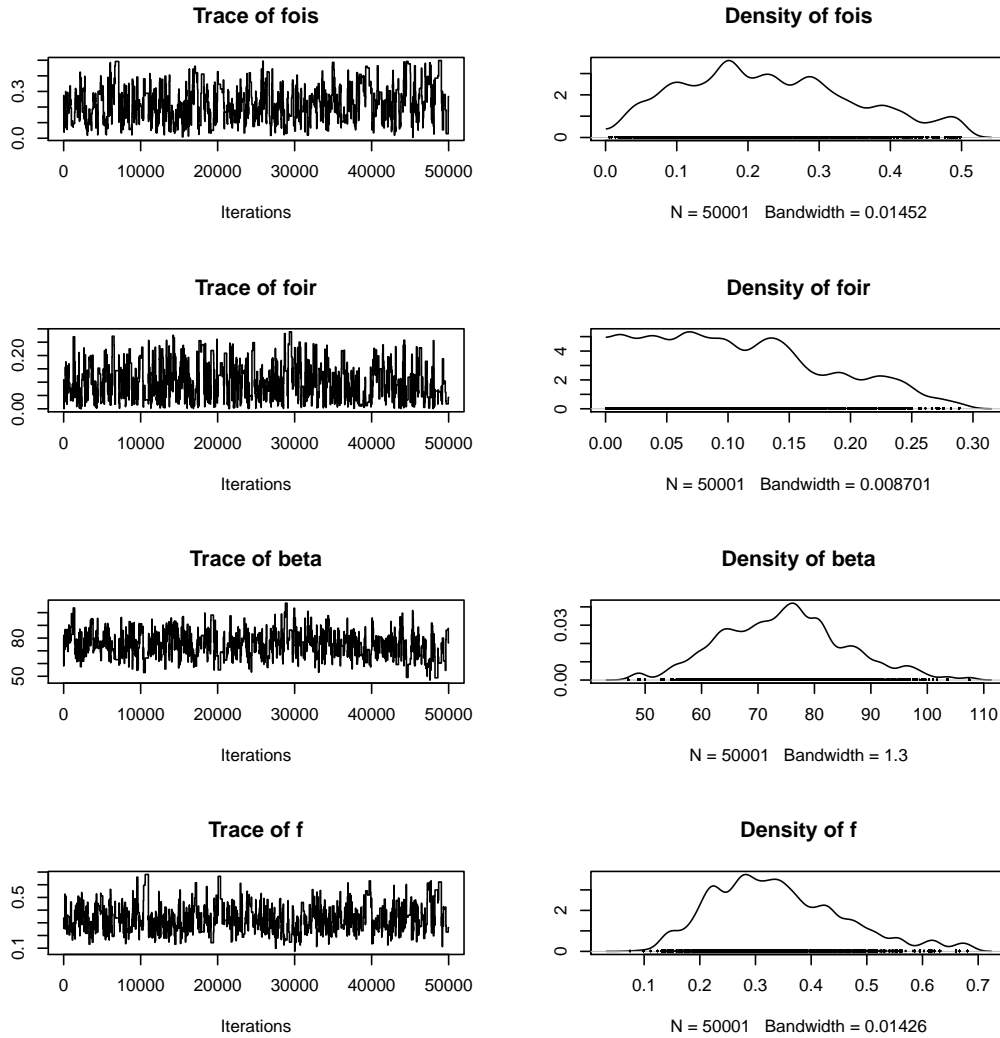 Trace of fois
Density of fois
0.0 0.3
0 10000 20000 30000 40000 50000
Iterations
0 2
0.0 0.1 0.2 0.3 0.4 0.5
N = 50001 Bandwidth = 0.01452
Trace of foir
Density of foir
0.00 0.20
0 10000 20000 30000 40000 50000
Iterations
0 2 4
0.00 0.05 0.10 0.15 0.20 0.25 0.30
N = 50001 Bandwidth = 0.008701
Trace of beta
Density of beta
50 80
0 10000 20000 30000 40000 50000
Iterations
0.00 0.03
50 60 70 80 90 100 110
N = 50001 Bandwidth = 1.3
Trace of f
Density of f
0.1 0.5
0 10000 20000 30000 40000 50000
Iterations
0 2
0.1 0.2 0.3 0.4 0.5 0.6 0.7
N = 50001 Bandwidth = 0.01426